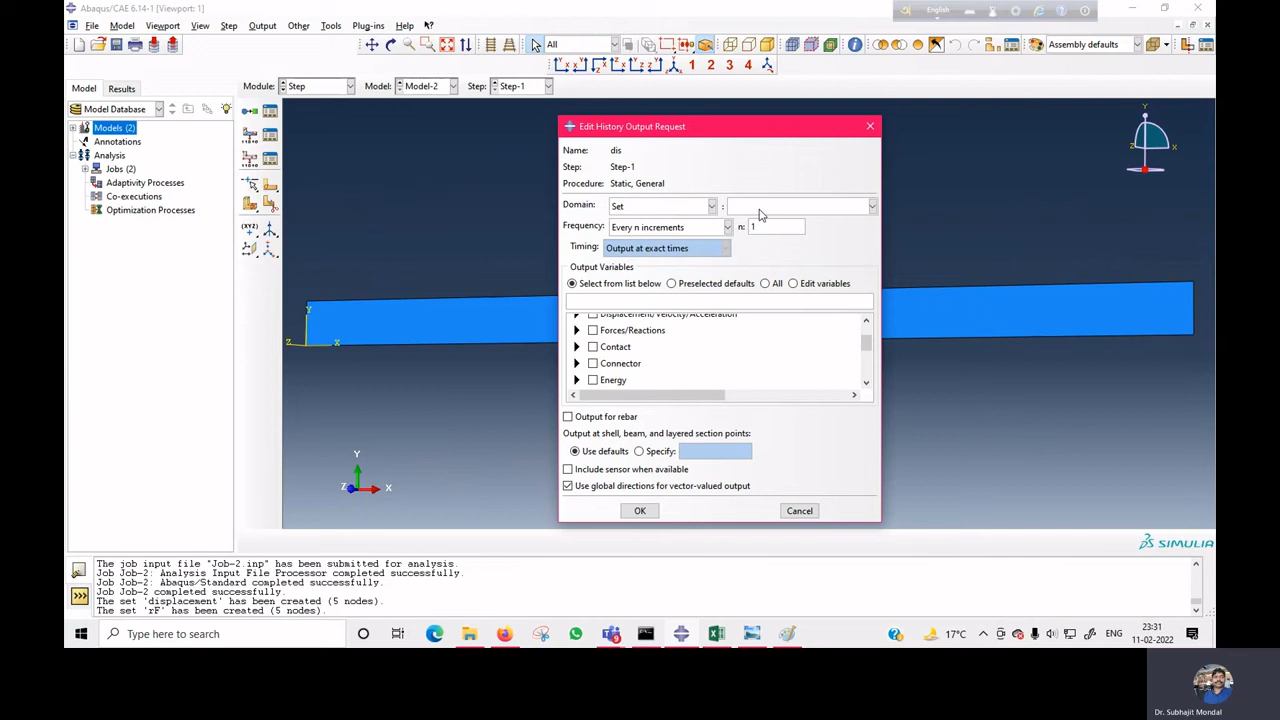 Abaqus/CAE 6.14-1 [Viewport: 1]
English
File Model Viewport View Step Output Other Tools Plug-ins Help
All
Assembly defaults
1 2 3 4
Model Results
Module: Step Model: Model-2 Step: Step-1
Model Database
Models (2)
Annotations
Analysis
Jobs (2)
Adaptivity Processes
Co-executions
Optimization Processes
Edit History Output Request
Name: dis
Step: Step-1
Procedure: Static, General
Domain: Set :
Frequency: Every n increments n: 1
Timing: Output at exact times
Output Variables
Select from list below Preselected defaults All Edit variables
Displacement/Velocity/Acceleration
Forces/Reactions
Contact
Connector
Energy
Output for rebar
Output at shell, beam, and layered section points:
Use defaults Specify:
Include sensor when available
Use global directions for vector-valued output
OK Cancel
Y
X
Y
Z X
Y
Z X
SIMULIA
The job input file "Job-2.inp" has been submitted for analysis.
Job Job-2: Analysis Input File Processor completed successfully.
Job Job-2: Abaqus/Standard completed successfully.
Job Job-2 completed successfully.
The set 'displacement' has been created (5 nodes).
The set 'rF' has been created (5 nodes).
>>>
Type here to search
17°C
ENG
23:31
11-02-2022
Dr. Subhajit Mondal